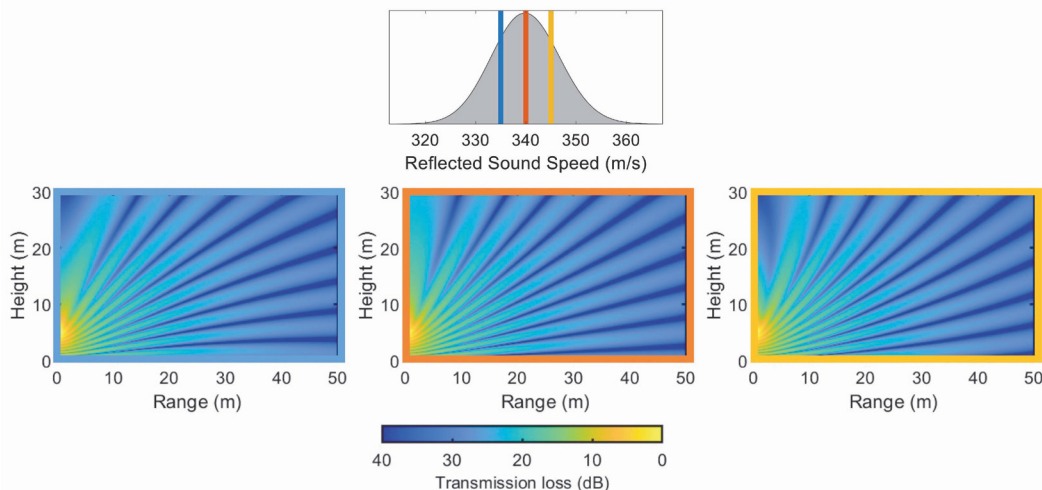 320 330 340 350 360
Reflected Sound Speed (m/s)
30
20
10
0
Height (m)
0 10 20 30 40 50
Range (m)
30
20
10
0
Height (m)
0 10 20 30 40 50
Range (m)
30
20
10
0
Height (m)
0 10 20 30 40 50
Range (m)
40 30 20 10 0
Transmission loss (dB)